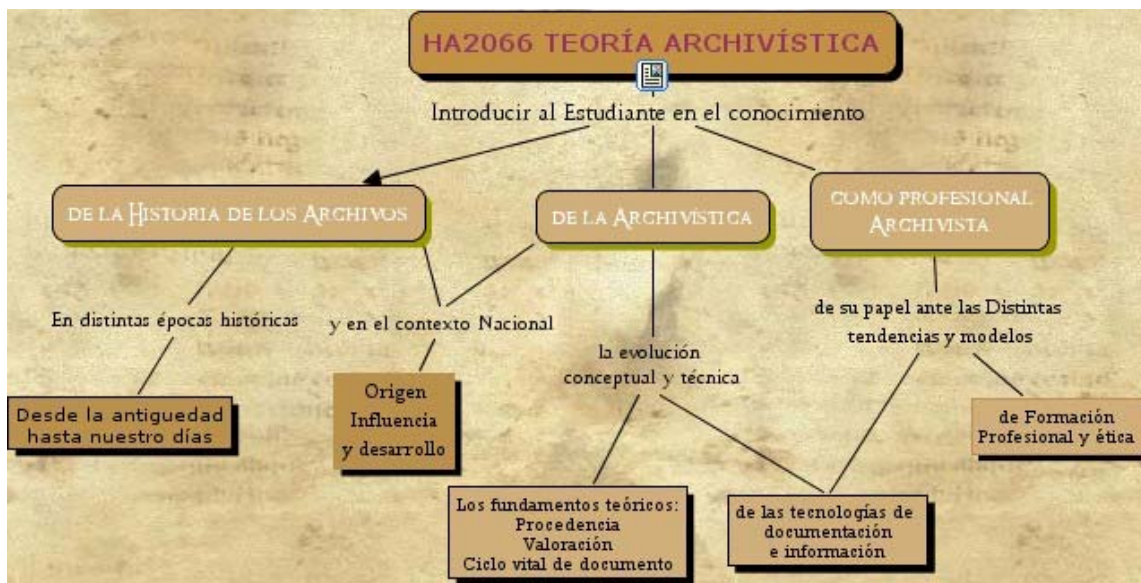 HA2066 TEORÍA ARCHIVÍSTICA
Introducir al Estudiante en el conocimiento
DE LA HISTORIA DE LOS ARCHIVOS
DE LA ARCHIVÍSTICA
COMO PROFESIONAL
ARCHIVISTA
En distintas épocas históricas
y en el contexto Nacional
la evolución
conceptual y técnica
de su papel ante las Distintas
tendencias y modelos
Desde la antiguedad
hasta nuestro días
Origen
Influencia
y desarrollo
de Formación
Profesional y ética
Los fundamentos teóricos:
Procedencia
Valoración
Ciclo vital de documento
de las tecnologías de
documentación
e información